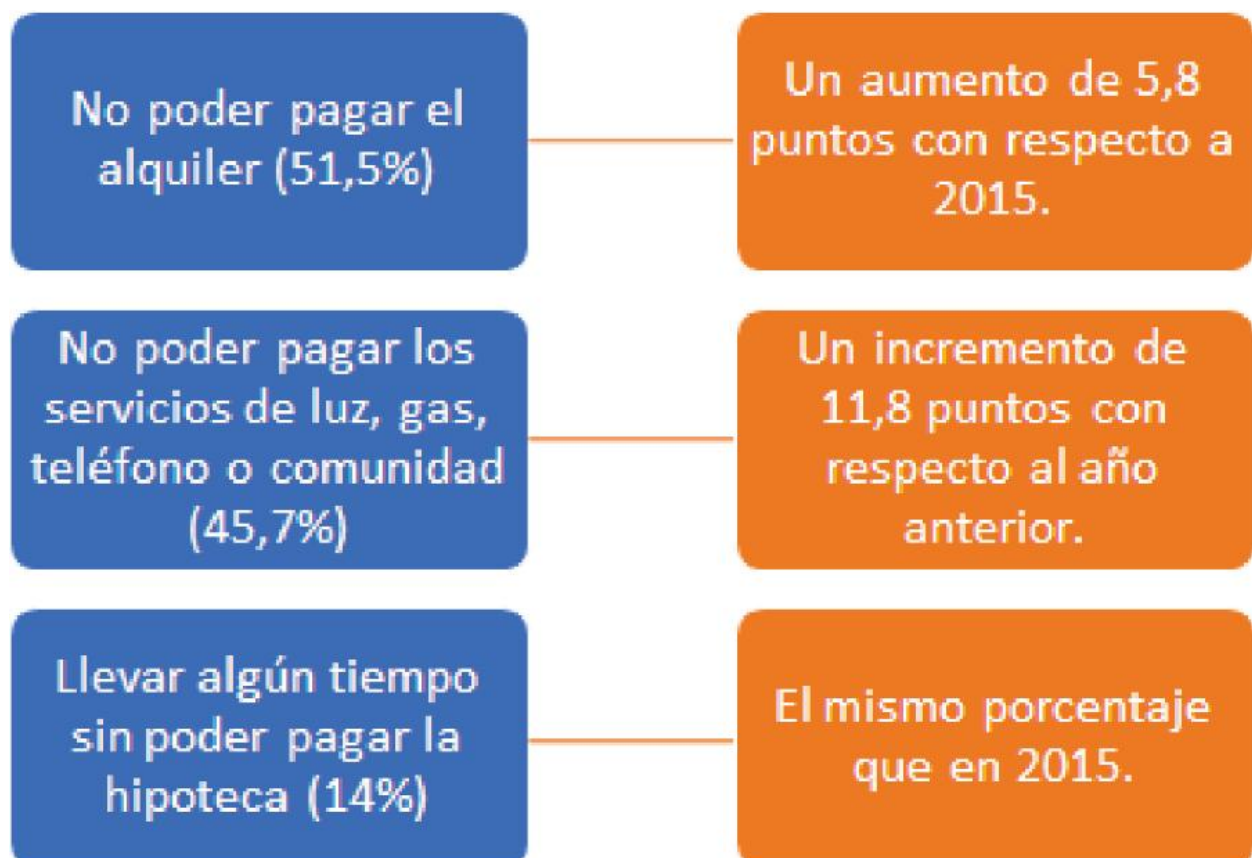 No poder pagar el
alquiler (51,5%)
Un aumento de 5,8
puntos con respecto a
2015.
No poder pagar los
servicios de luz, gas,
teléfono o comunidad
(45,7%)
Un incremento de
11,8 puntos con
respecto al año
anterior.
Llevar algún tiempo
sin poder pagar la
hipoteca (14%)
El mismo porcentaje
que en 2015.